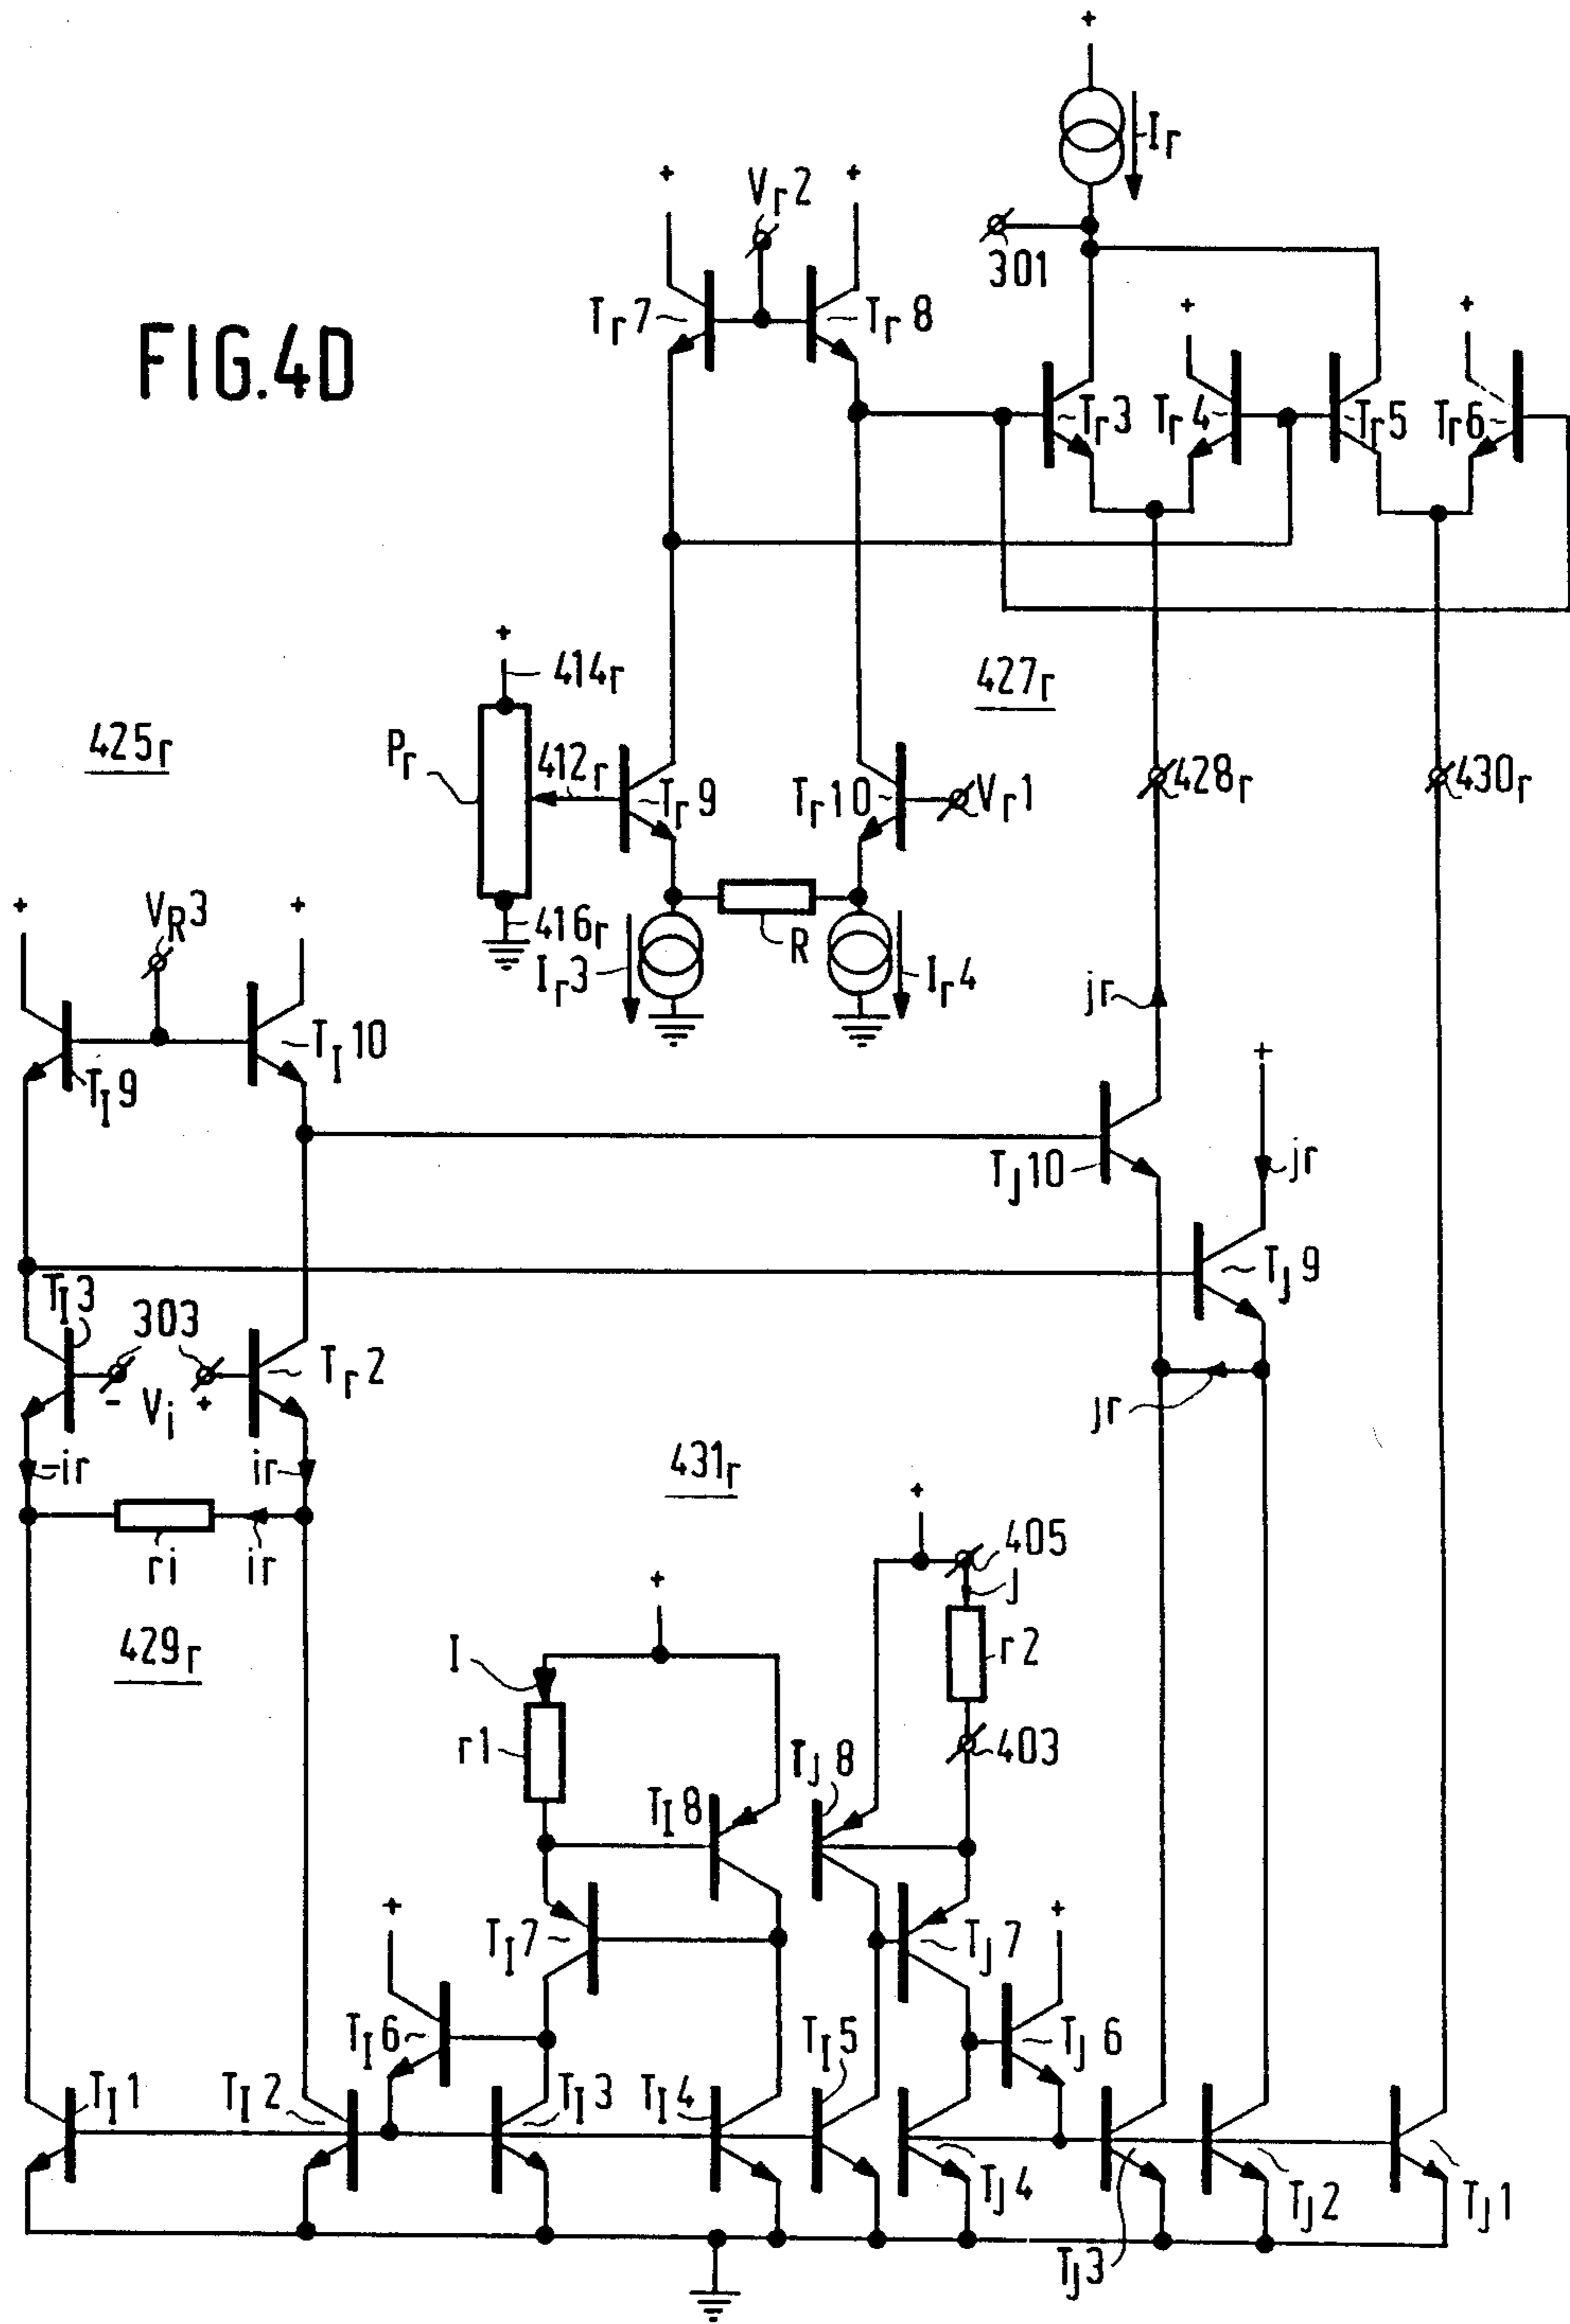 FIG.4D
+
Ir
301
+
Vr2
+
Tr7
Tr8
+
+
Tr3
Tr4
Tr5
Tr6
+
414r
427r
425r
Pr
412r
Tr9
Tr10
Vr1
428r
430r
416r
R
Ir3
Ir4
+
VR3
+
TI9
TI10
jr
+
Tj10
jr
Tj9
TI3
303
- Vi +
Tr2
-ir
ir
jr
431r
ri
ir
+
405
j
429r
+
I
r1
r2
403
TI8
Tj8
+
TI7
Tj7
+
TI6
TI5
Tj6
TI1
TI2
TI3
TI4
Tj4
Tj3
Tj2
Tj1